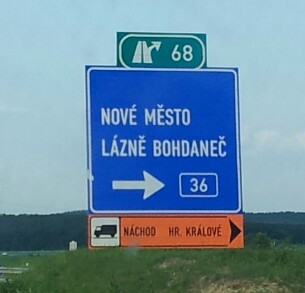 68
NOVÉ MĚSTO
LÁZNĚ BOHDANEČ
36
NÁCHOD HR. KRÁLOVÉ